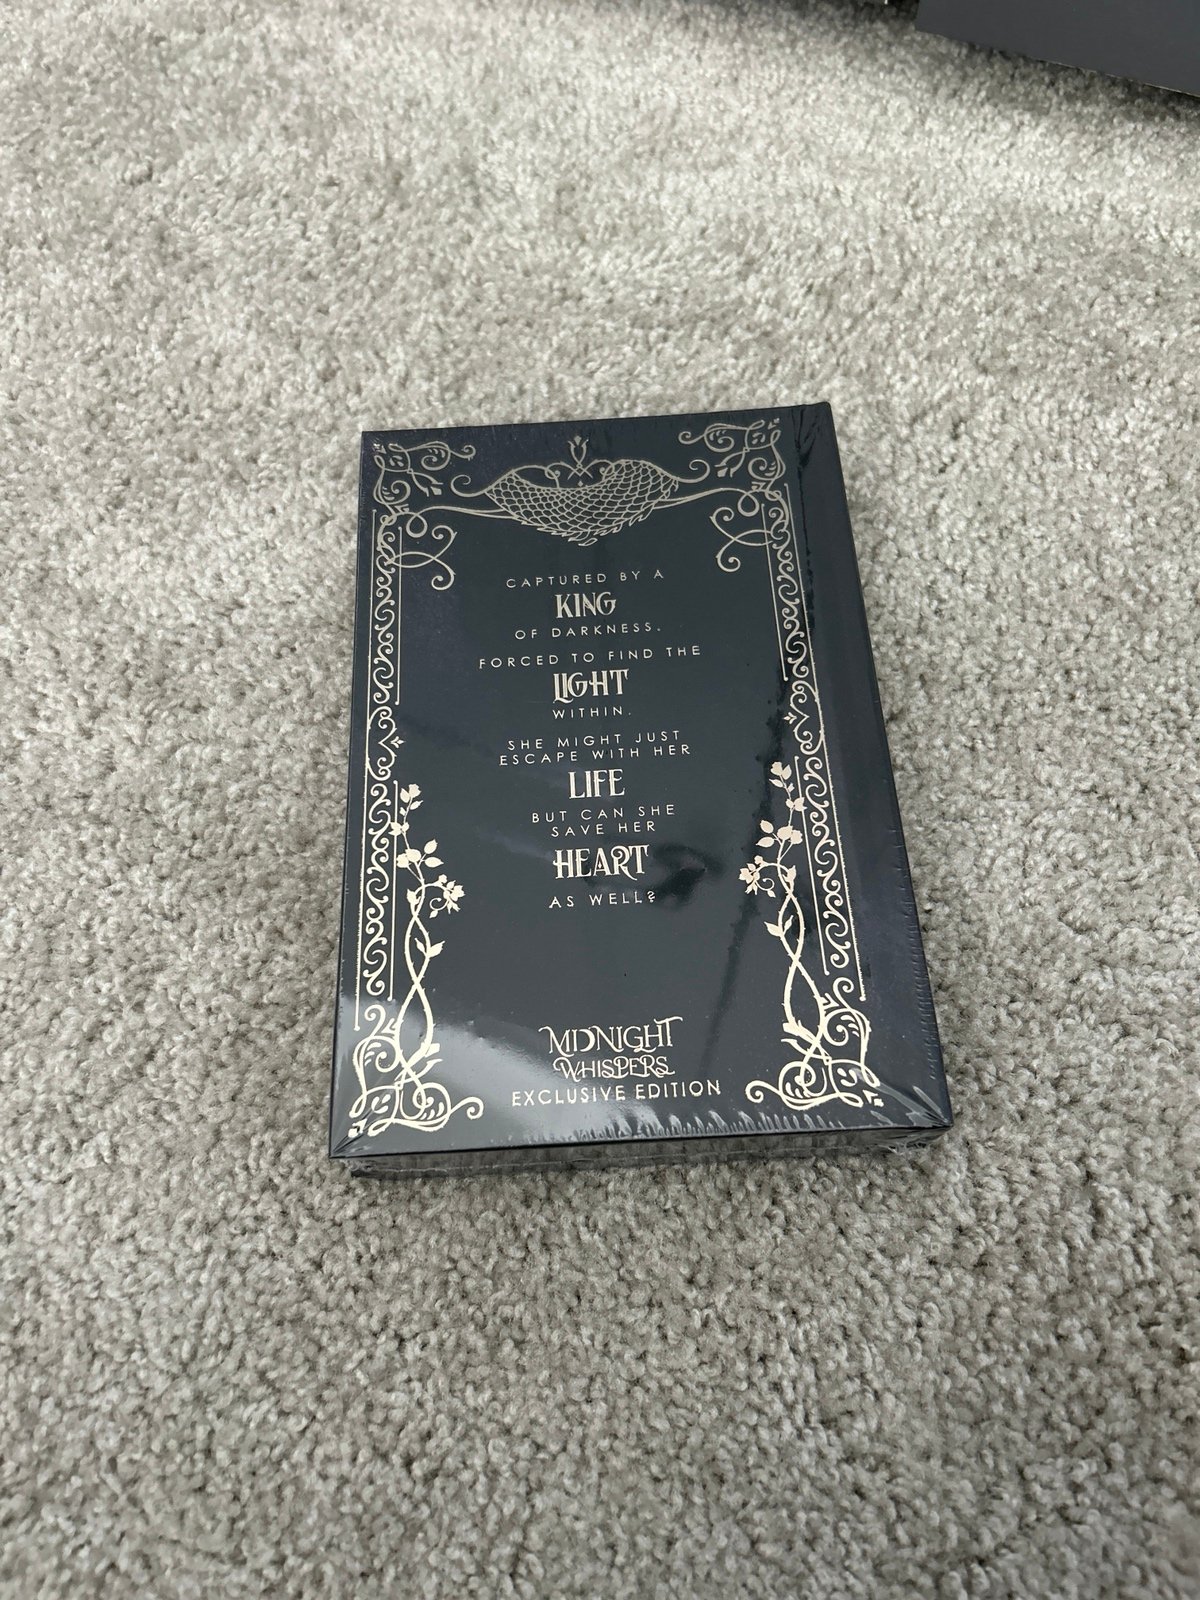 CAPTURED BY A
KING
OF DARKNESS.
FORCED TO FIND THE
LIGHT
WITHIN.
SHE MIGHT JUST
ESCAPE WITH HER
LIFE
BUT CAN SHE
SAVE HER
HEART
AS WELL?
MIDNIGHT
WHISPERS
EXCLUSIVE EDITION